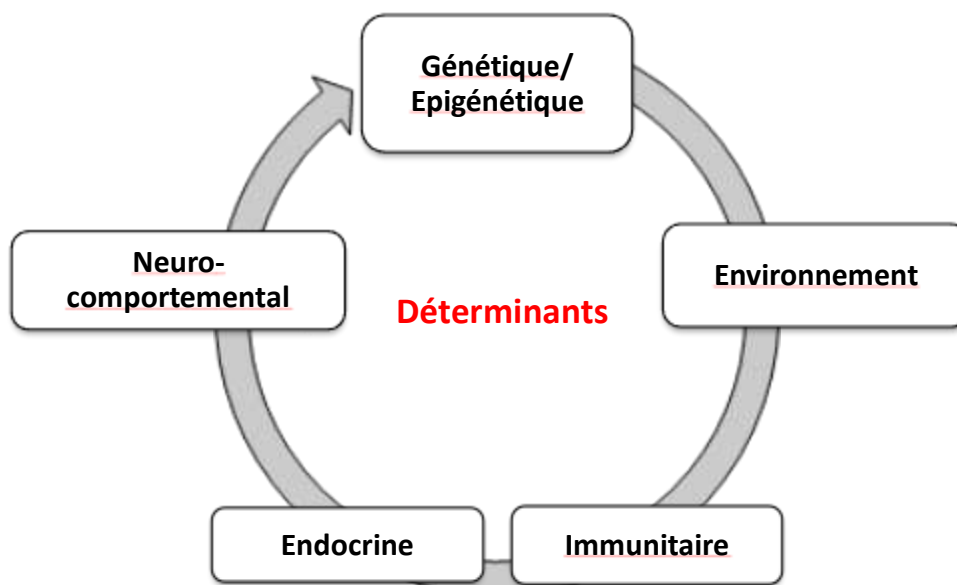 Génétique/
Epigénétique
Neuro-
comportemental
Environnement
Déterminants
Endocrine
Immunitaire